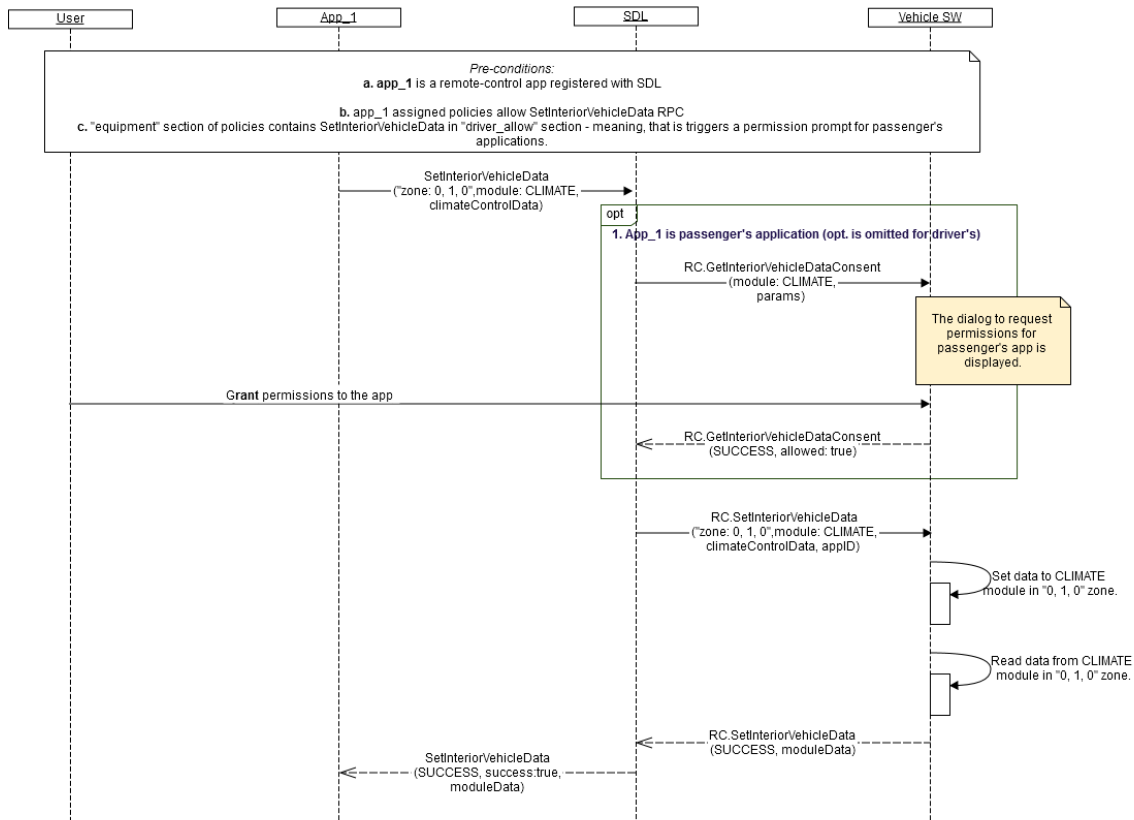 User
App_1
SDL
Vehicle SW
Pre-conditions:
a. app_1 is a remote-control app registered with SDL
b. app_1 assigned policies allow SetInteriorVehicleData RPC
c. "equipment" section of policies contains SetInteriorVehicleData in "driver_allow" section - meaning, that is triggers a permission prompt for passenger's
applications.
SetInteriorVehicleData
("zone: 0, 1, 0",module: CLIMATE,
climateControlData)
opt
1. App_1 is passenger's application (opt. is omitted for driver's)
RC.GetInteriorVehicleDataConsent
(module: CLIMATE,
params)
The dialog to request
permissions for
passenger's app is
displayed.
Grant permissions to the app
RC.GetInteriorVehicleDataConsent
(SUCCESS, allowed: true)
RC.SetInteriorVehicleData
("zone: 0, 1, 0",module: CLIMATE,
climateControlData, appID)
Set data to CLIMATE
module in "0, 1, 0" zone.
Read data from CLIMATE
module in "0, 1, 0" zone.
RC.SetInteriorVehicleData
(SUCCESS, moduleData)
SetInteriorVehicleData
(SUCCESS, success:true,
moduleData)